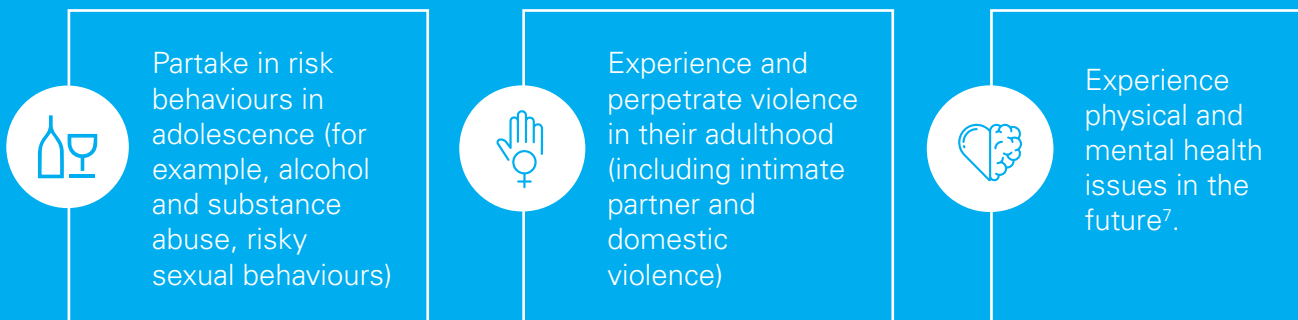 Partake in risk
behaviours in
adolescence (for
example, alcohol
and substance
abuse, risky
sexual behaviours)
Experience and
perpetrate violence
in their adulthood
(including intimate
partner and
domestic
violence)
Experience
physical and
mental health
issues in the
future⁷.